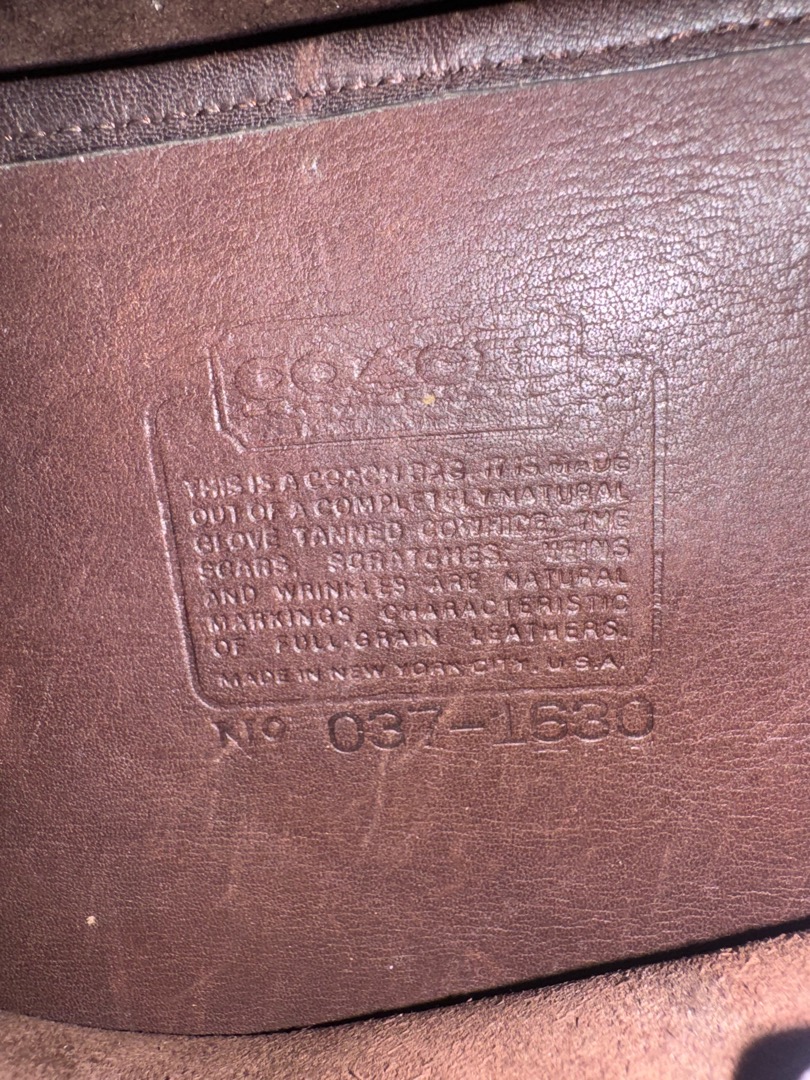 COACH
THIS IS A COACH BAG. IT IS MADE
OUT OF A COMPLETELY NATURAL
GLOVE TANNED COWHIDE. THE
SCARS, SCRATCHES, VEINS
AND WRINKLES ARE NATURAL
MARKINGS CHARACTERISTIC
OF FULL-GRAIN LEATHERS.
MADE IN NEW YORK CITY, U.S.A.
No 037-1630